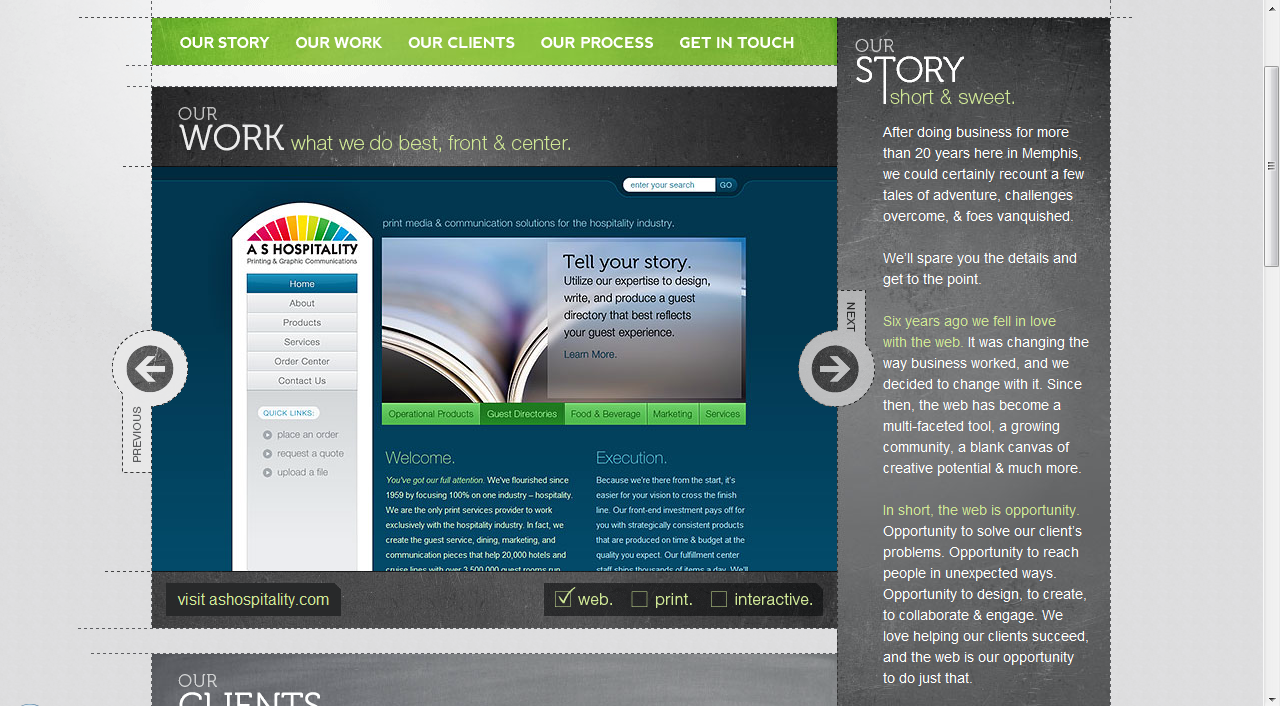 OUR STORY OUR WORK OUR CLIENTS OUR PROCESS GET IN TOUCH
OUR
WORK what we do best, front & center.
enter your search GO
print media & communication solutions for the hospitality industry.
A S HOSPITALITY
Printing & Graphic Communications
Home
About
Products
Services
Order Center
Contact Us
QUICK LINKS:
place an order
request a quote
upload a file
Tell your story.
Utilize our expertise to design,
write, and produce a guest
directory that best reflects
your guest experience.
Learn More.
Operational Products Guest Directories Food & Beverage Marketing Services
Welcome.
You've got our full attention. We've flourished since
1959 by focusing 100% on one industry – hospitality.
We are the only print services provider to work
exclusively with the hospitality industry. In fact, we
create the guest service, dining, marketing, and
communication pieces that help 20,000 hotels and
cruise lines with over 3,500,000 guest rooms run
Execution.
Because we're there from the start, it's
easier for your vision to cross the finish
line. Our front-end investment pays off for
you with strategically consistent products
that are produced on time & budget at the
quality you expect. Our fulfillment center
staff ships thousands of items a day. We'll
PREVIOUS
NEXT
visit ashospitality.com
web. print. interactive.
OUR
CLIENTS
OUR
STORY
short & sweet.
After doing business for more
than 20 years here in Memphis,
we could certainly recount a few
tales of adventure, challenges
overcome, & foes vanquished.
We'll spare you the details and
get to the point.
Six years ago we fell in love
with the web. It was changing the
way business worked, and we
decided to change with it. Since
then, the web has become a
multi-faceted tool, a growing
community, a blank canvas of
creative potential & much more.
In short, the web is opportunity.
Opportunity to solve our client's
problems. Opportunity to reach
people in unexpected ways.
Opportunity to design, to create,
to collaborate & engage. We
love helping our clients succeed,
and the web is our opportunity
to do just that.